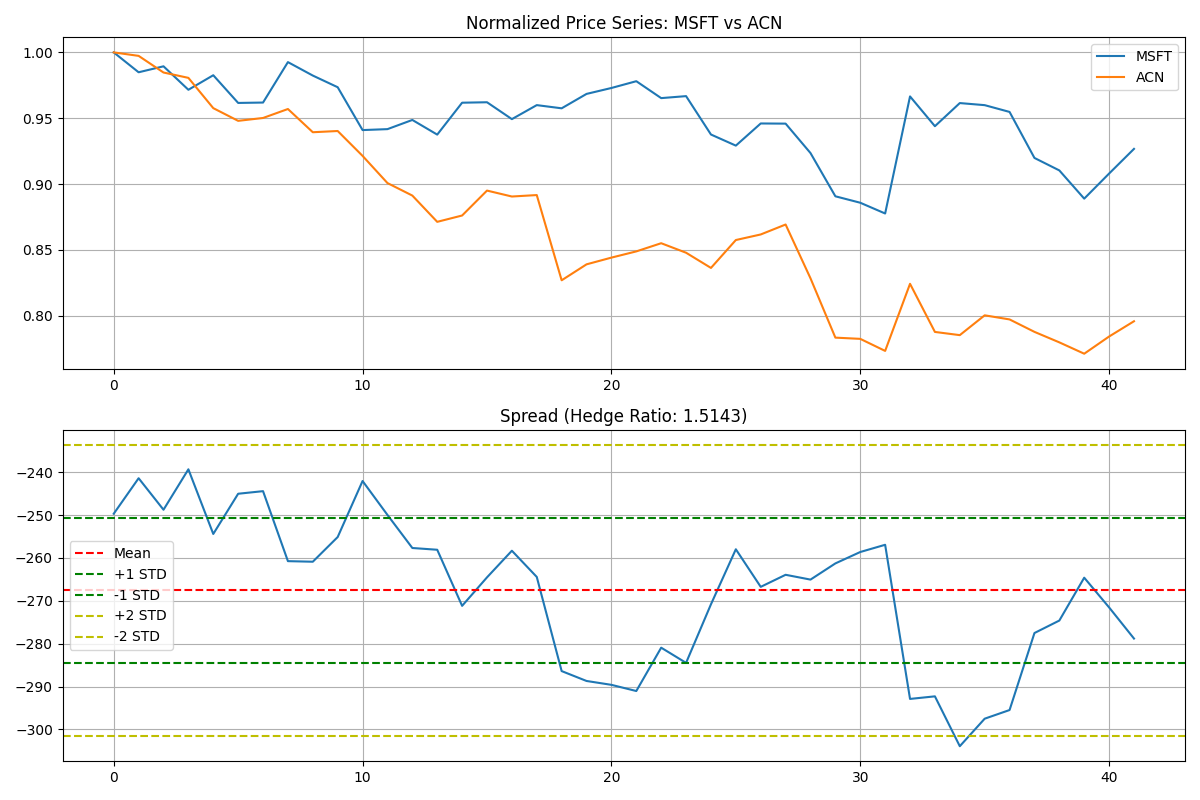 Normalized Price Series: MSFT vs ACN
1.00
0.95
0.90
0.85
0.80
MSFT
ACN
0
10
20
30
40
Spread (Hedge Ratio: 1.5143)
−240
−250
−260
−270
−280
−290
−300
Mean
+1 STD
-1 STD
+2 STD
-2 STD
0
10
20
30
40